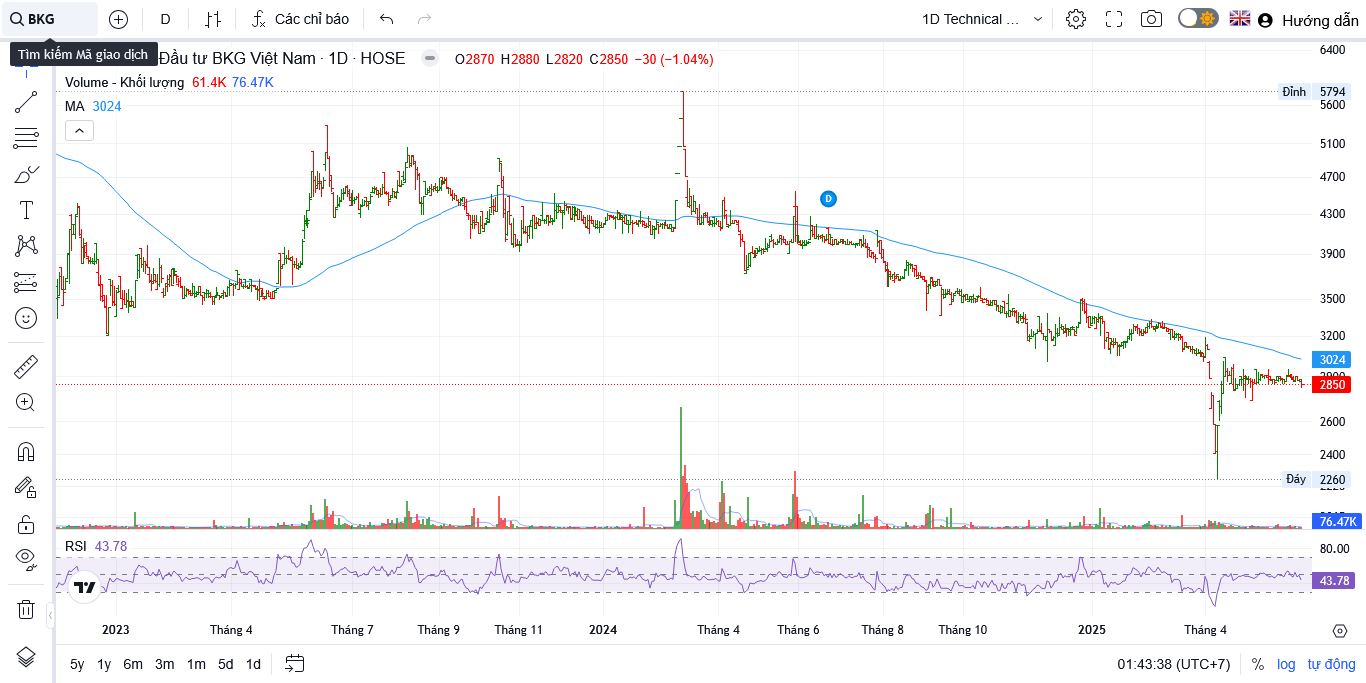 BKG
D
Các chỉ báo
1D Technical ...
Hướng dẫn
Tìm kiếm Mã giao dịch
Đầu tư BKG Việt Nam · 1D · HOSE
O2870 H2880 L2820 C2850 −30 (−1.04%)
Volume - Khối lượng 61.4K 76.47K
MA 3024
6400
Đỉnh 5794
5600
5100
4700
4300
D
3900
3500
3200
3024
2850
2600
2400
Đáy 2260
76.47K
RSI 43.78
80.00
43.78
2023 Tháng 4 Tháng 7 Tháng 9 Tháng 11 2024 Tháng 4 Tháng 6 Tháng 8 Tháng 10 2025 Tháng 4
5y 1y 6m 3m 1m 5d 1d
01:43:38 (UTC+7) % log tự động